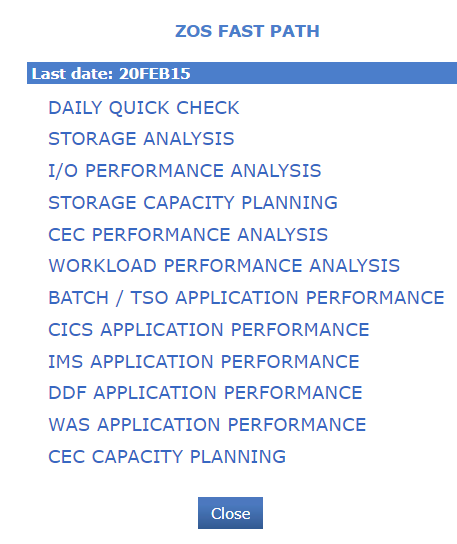 ZOS FAST PATH
Last date: 20FEB15
DAILY QUICK CHECK
STORAGE ANALYSIS
I/O PERFORMANCE ANALYSIS
STORAGE CAPACITY PLANNING
CEC PERFORMANCE ANALYSIS
WORKLOAD PERFORMANCE ANALYSIS
BATCH / TSO APPLICATION PERFORMANCE
CICS APPLICATION PERFORMANCE
IMS APPLICATION PERFORMANCE
DDF APPLICATION PERFORMANCE
WAS APPLICATION PERFORMANCE
CEC CAPACITY PLANNING
Close